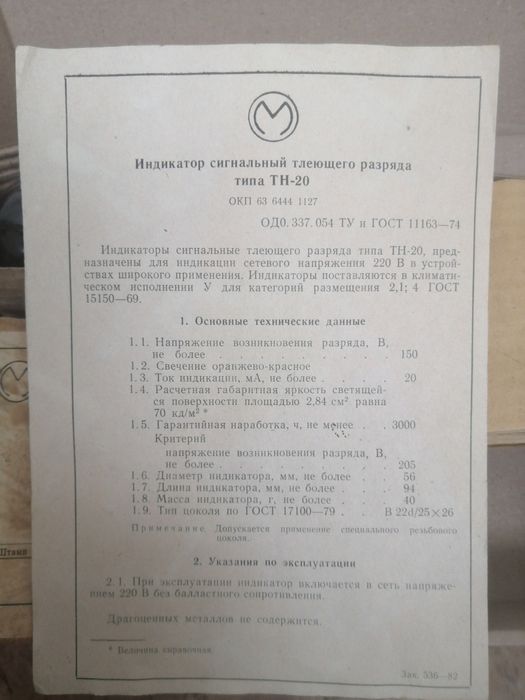 М
Индикатор сигнальный тлеющего разряда
типа ТН-20
ОКП 63 6444 1127
ОД0. 337. 054 ТУ и ГОСТ 11163—74
Индикаторы сигнальные тлеющего разряда типа ТН-20, пред-
назначены для индикации сетевого напряжения 220 В в устрой-
ствах широкого применения. Индикаторы поставляются в климати-
ческом исполнении У для категорий размещения 2,1; 4 ГОСТ
15150—69.
1. Основные технические данные
1. 1. Напряжение возникновения разряда, В,
не более . . . . . . . . . 150
1. 2. Свечение оранжево-красное
1. 3. Ток индикации, мА, не более . . . . 20
1. 4. Расчетная габаритная яркость светящей-
ся поверхности площадью 2,84 см² равна
70 кд/м² *
1. 5. Гарантийная наработка, ч, не менее . . 3000
Критерий
напряжение возникновения разряда, В,
не более . . . . . . . . 205
1. 6. Диаметр индикатора, мм, не более . . 56
1. 7. Длина индикатора, мм, не более . . . 94
1. 8. Масса индикатора, г, не более . . . 40
1. 9. Тип цоколя по ГОСТ 17100—79 . . В 22d/25×26
Примечание. Допускается применение специального резьбового
цоколя.
2. Указания по эксплуатации
2. 1. При эксплуатации индикатор включается в сеть напряже-
нием 220 В без балластного сопротивления.
Драгоценных металлов не содержится.
* Величина справочная.
Зак. 536—82
Штамп